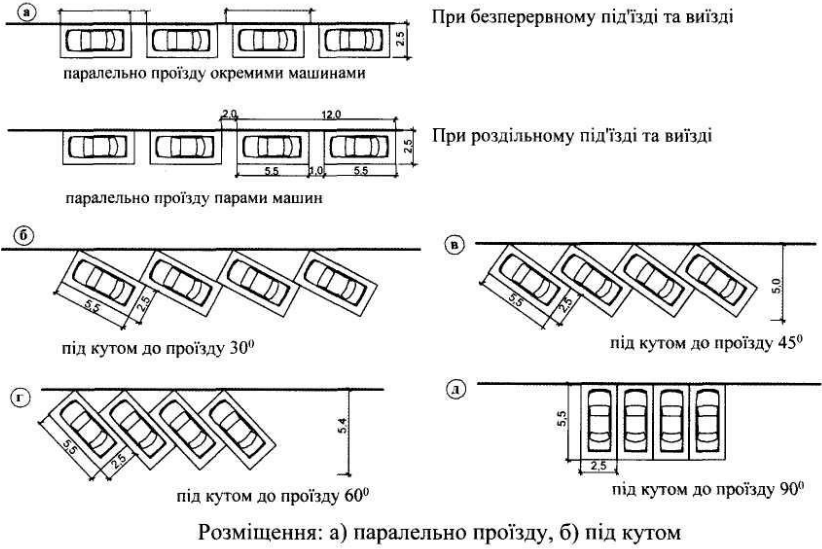 а
При безперервному під'їзді та виїзді
2,5
паралельно проїзду окремими машинами
2,0 12,0
При роздільному під'їзді та виїзді
2,5
5.5 1,0 5.5
паралельно проїзду парами машин
б
5,5 2,5
під кутом до проїзду 30⁰
в
5,0
5,5 2,5
під кутом до проїзду 45⁰
г
5,4
5,5 2,5
під кутом до проїзду 60⁰
д
5,5
2,5
під кутом до проїзду 90⁰
Розміщення: а) паралельно проїзду, б) під кутом